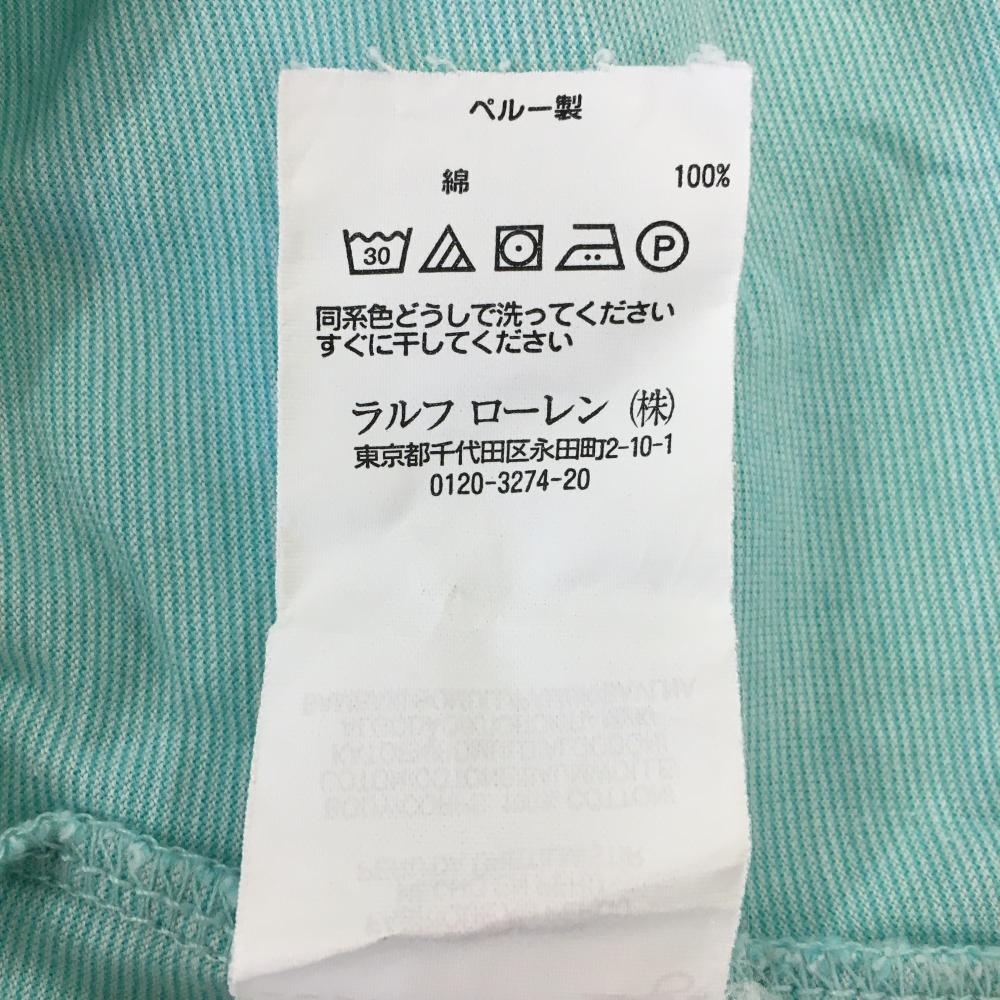 ペルー製
綿 100%
30 P
同系色どうしで洗ってください
すぐに干してください
ラルフ ローレン (株)
東京都千代田区永田町2-10-1
0120-3274-20